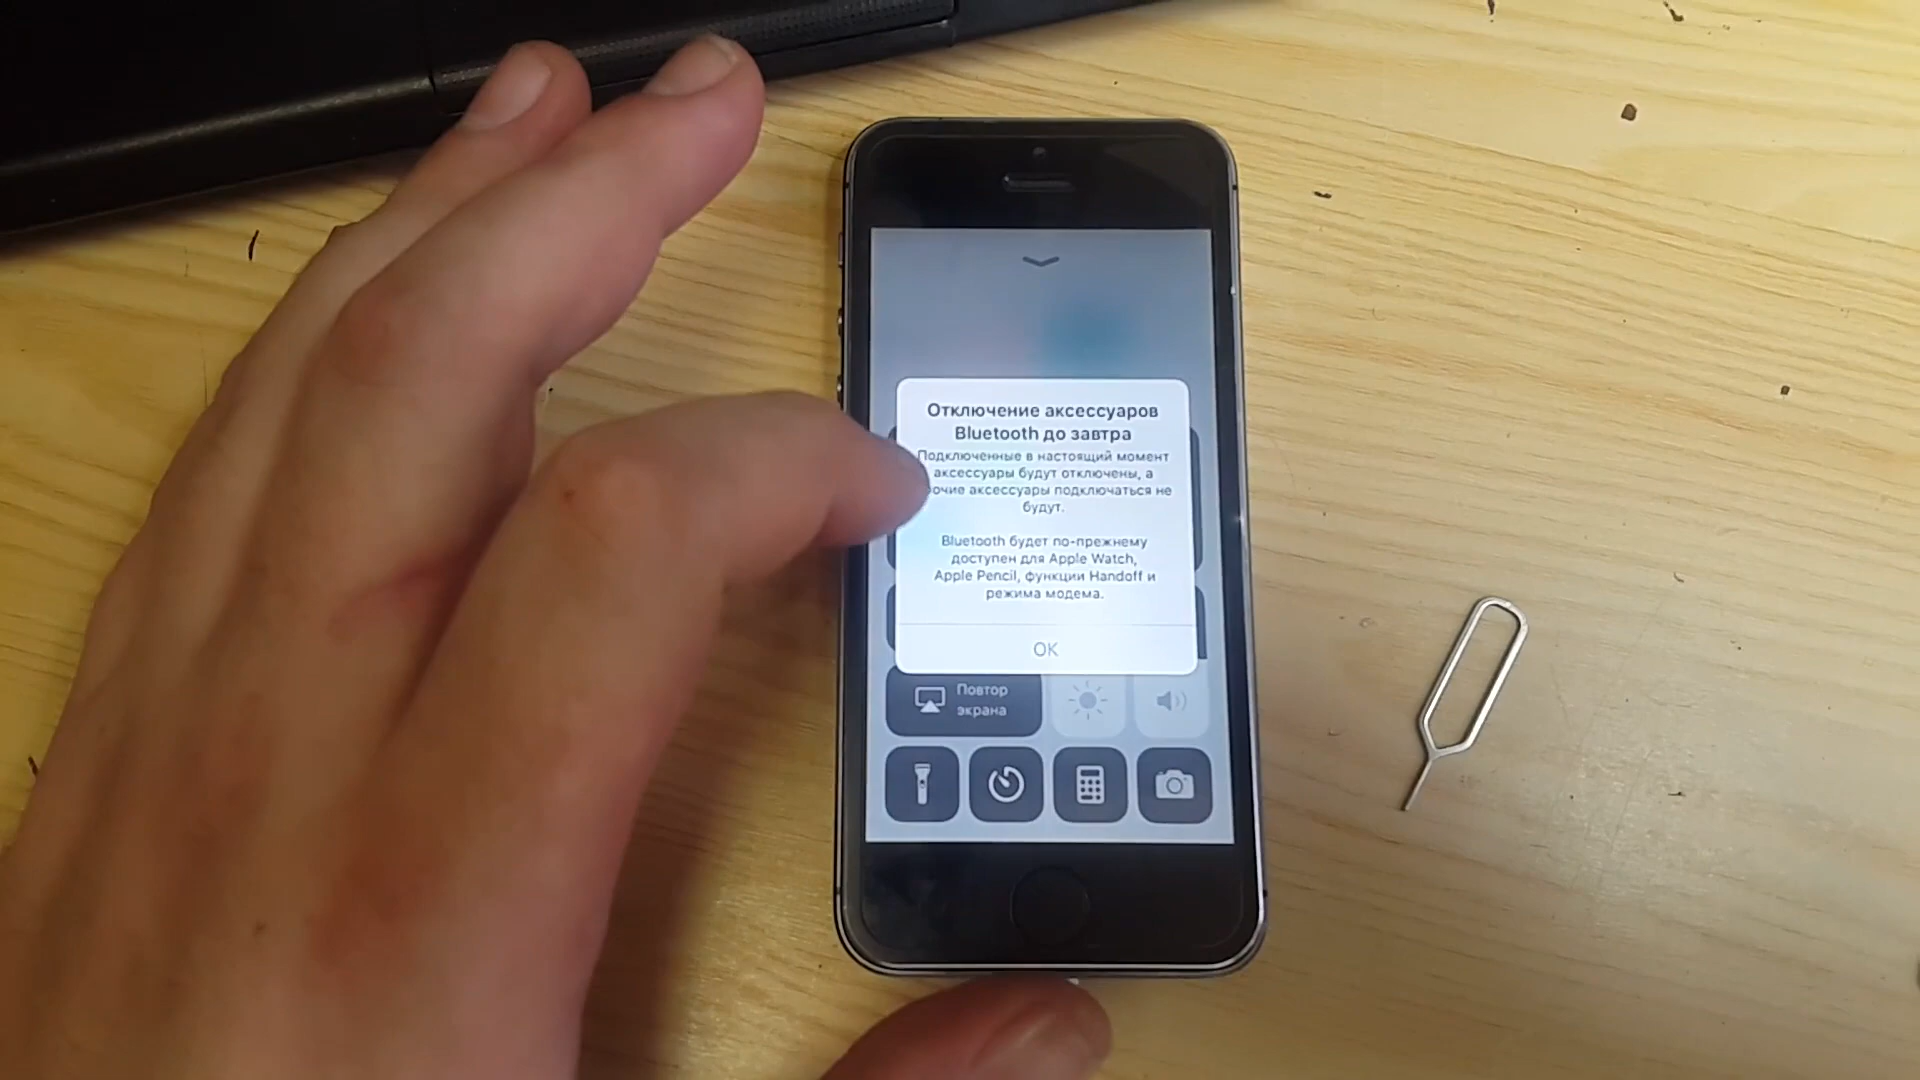 Отключение аксессуаров
Bluetooth до завтра
Подключенные в настоящий момент
аксессуары будут отключены, а
аксессуары подключаться не
будут.
Bluetooth будет по-прежнему
доступен для Apple Watch,
Apple Pencil, функции Handoff и
режима модема.
OK
Повтор
экрана